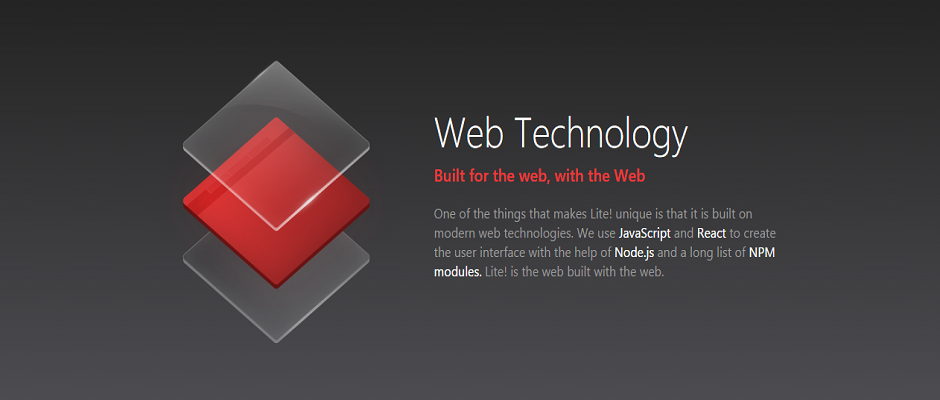 Web Technology
Built for the web, with the Web
One of the things that makes Lite! unique is that it is built on
modern web technologies. We use JavaScript and React to create
the user interface with the help of Node.js and a long list of NPM
modules. Lite! is the web built with the web.